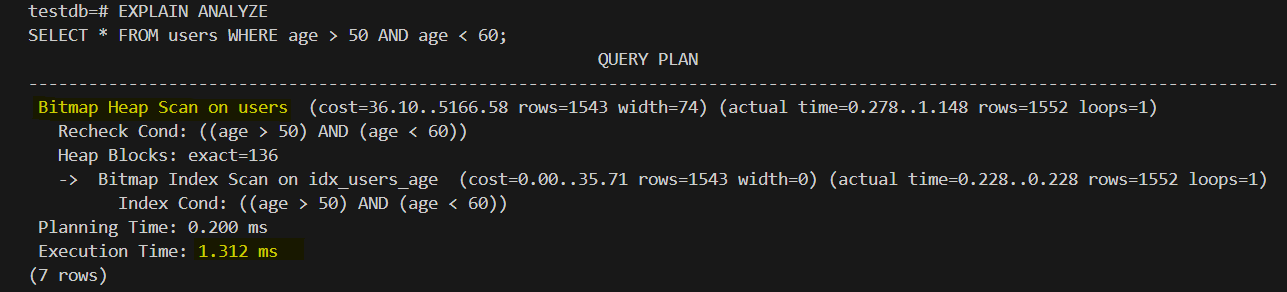 testdb=# EXPLAIN ANALYZE
SELECT * FROM users WHERE age > 50 AND age < 60;
QUERY PLAN
-----------------------------------------------------------------------------------------------------------------------------
Bitmap Heap Scan on users  (cost=36.10..5166.58 rows=1543 width=74) (actual time=0.278..1.148 rows=1552 loops=1)
Recheck Cond: ((age > 50) AND (age < 60))
Heap Blocks: exact=136
->  Bitmap Index Scan on idx_users_age  (cost=0.00..35.71 rows=1543 width=0) (actual time=0.228..0.228 rows=1552 loops=1)
Index Cond: ((age > 50) AND (age < 60))
Planning Time: 0.200 ms
Execution Time: 1.312 ms
(7 rows)